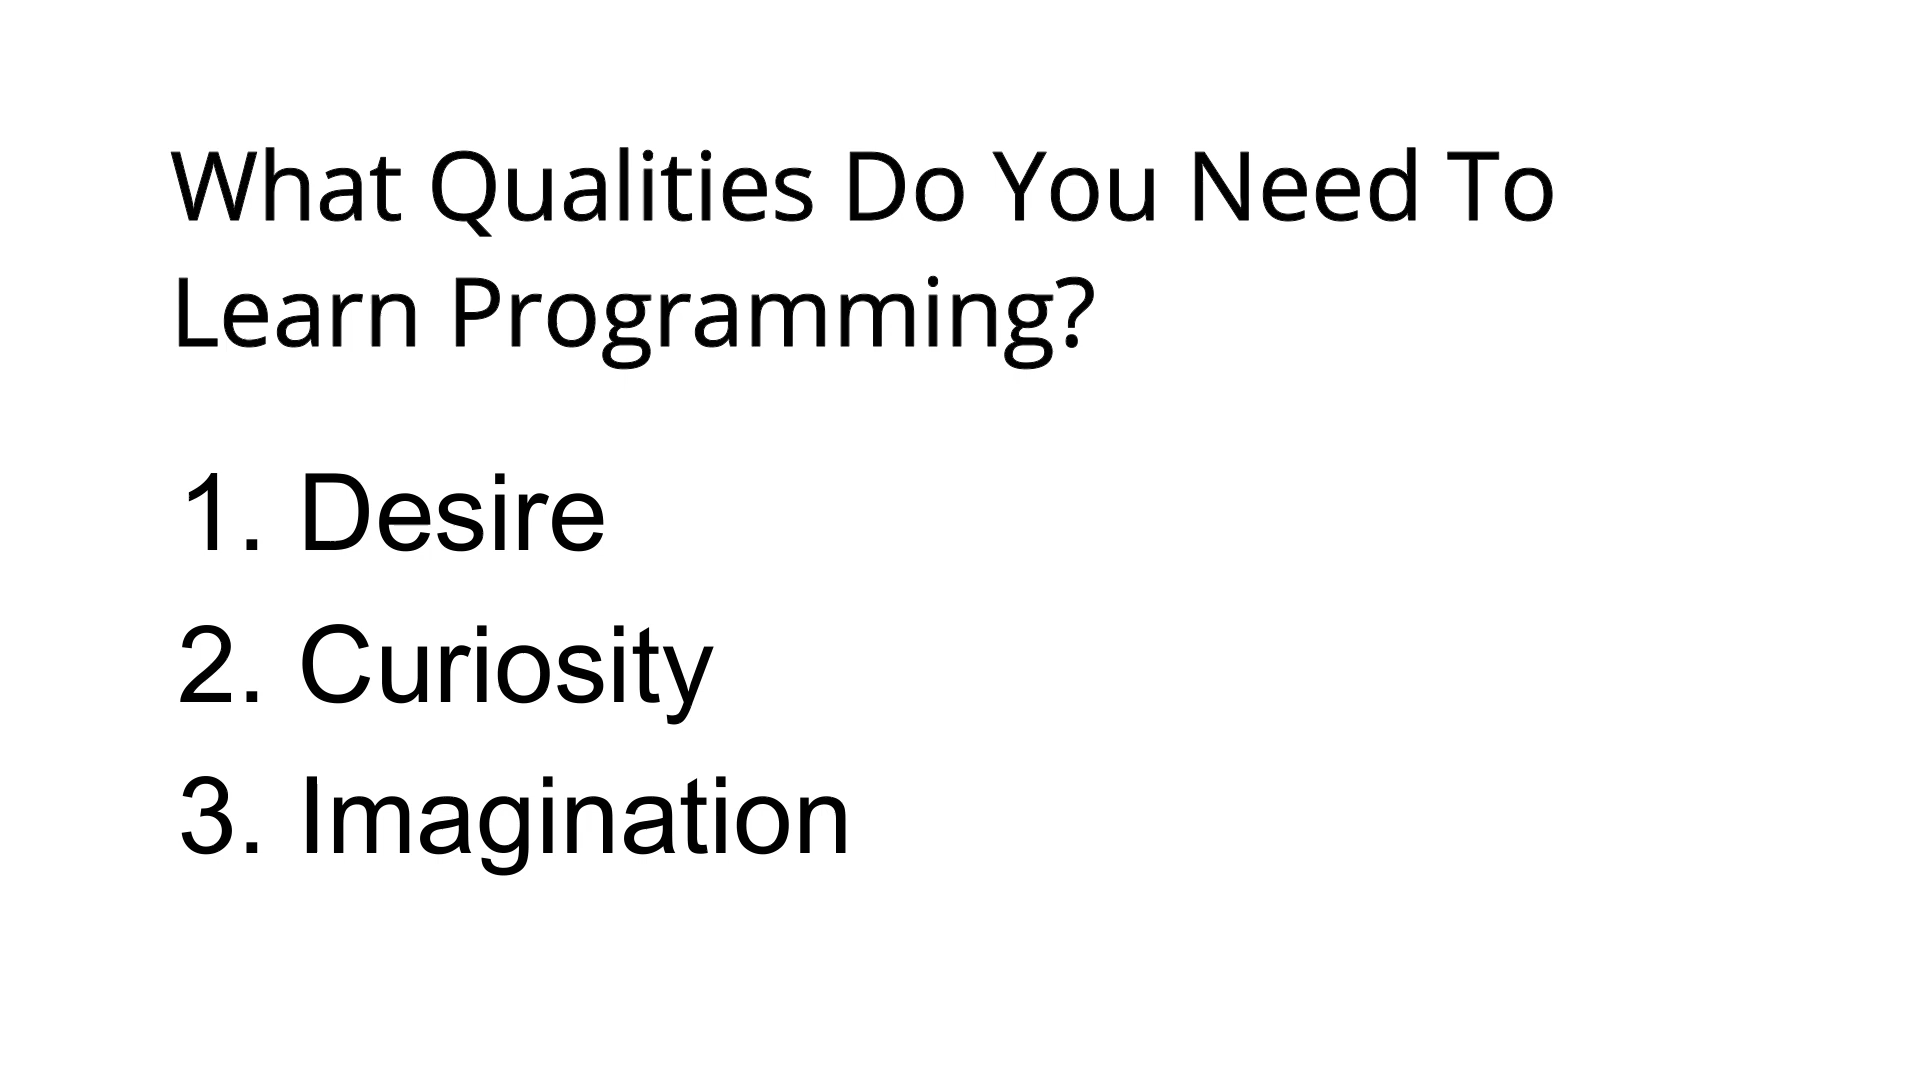 What Qualities Do You Need To
Learn Programming?
1. Desire
2. Curiosity
3. Imagination